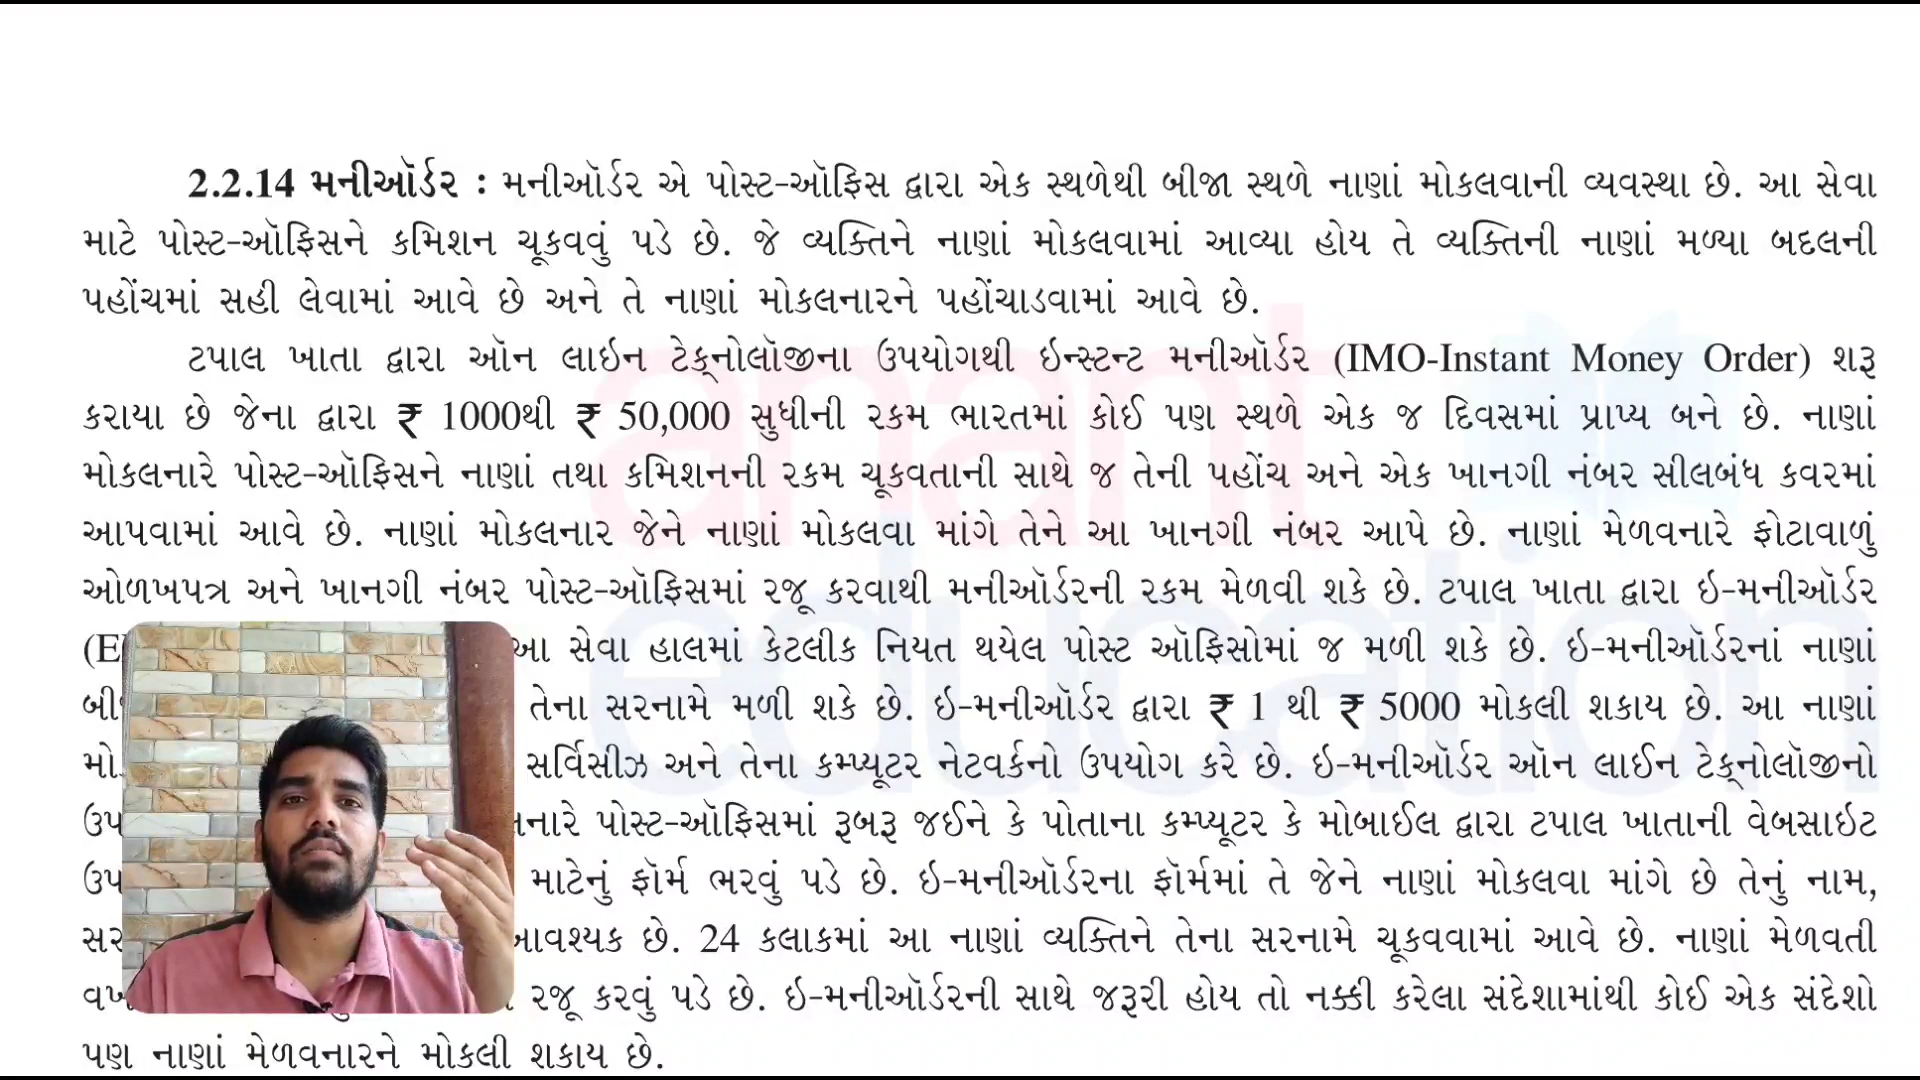 2.2.14 મનીઑર્ડર : મનીઑર્ડર એ પોસ્ટ-ઑફિસ દ્વારા એક સ્થળેથી બીજા સ્થળે નાણાં મોકલવાની વ્યવસ્થા છે. આ સેવા
માટે પોસ્ટ-ઑફિસને કમિશન ચૂકવવું પડે છે. જે વ્યક્તિને નાણાં મોકલવામાં આવ્યા હોય તે વ્યક્તિની નાણાં મળ્યા બદલની
પહોંચમાં સહી લેવામાં આવે છે અને તે નાણાં મોકલનારને પહોંચાડવામાં આવે છે.
ટપાલ ખાતા દ્વારા ઑન લાઇન ટેક્નોલૉજીના ઉપયોગથી ઇન્સ્ટન્ટ મનીઑર્ડર (IMO-Instant Money Order) શરૂ
કરાયા છે જેના દ્વારા ₹ 1000થી ₹ 50,000 સુધીની રકમ ભારતમાં કોઈ પણ સ્થળે એક જ દિવસમાં પ્રાપ્ય બને છે. નાણાં
મોકલનારે પોસ્ટ-ઑફિસને નાણાં તથા કમિશનની રકમ ચૂકવતાની સાથે જ તેની પહોંચ અને એક ખાનગી નંબર સીલબંધ કવરમાં
આપવામાં આવે છે. નાણાં મોકલનાર જેને નાણાં મોકલવા માંગે તેને આ ખાનગી નંબર આપે છે. નાણાં મેળવનારે ફોટાવાળું
ઓળખપત્ર અને ખાનગી નંબર પોસ્ટ-ઑફિસમાં રજૂ કરવાથી મનીઑર્ડરની રકમ મેળવી શકે છે. ટપાલ ખાતા દ્વારા ઇ-મનીઑર્ડર
આ સેવા હાલમાં કેટલીક નિયત થયેલ પોસ્ટ ઑફિસોમાં જ મળી શકે છે. ઇ-મનીઑર્ડરનાં નાણાં
તેના સરનામે મળી શકે છે. ઇ-મનીઑર્ડર દ્વારા ₹ 1 થી ₹ 5000 મોકલી શકાય છે. આ નાણાં
સર્વિસીઝ અને તેના કમ્પ્યૂટર નેટવર્કનો ઉપયોગ કરે છે. ઇ-મનીઑર્ડર ઑન લાઈન ટેક્નોલૉજીનો
પોસ્ટ-ઑફિસમાં રૂબરૂ જઈને કે પોતાના કમ્પ્યૂટર કે મોબાઈલ દ્વારા ટપાલ ખાતાની વેબસાઇટ
માટેનું ફૉર્મ ભરવું પડે છે. ઇ-મનીઑર્ડરના ફૉર્મમાં તે જેને નાણાં મોકલવા માંગે છે તેનું નામ,
આવશ્યક છે. 24 કલાકમાં આ નાણાં વ્યક્તિને તેના સરનામે ચૂકવવામાં આવે છે. નાણાં મેળવતી
રજૂ કરવું પડે છે. ઇ-મનીઑર્ડરની સાથે જરૂરી હોય તો નક્કી કરેલા સંદેશામાંથી કોઈ એક સંદેશો
પણ નાણાં મેળવનારને મોકલી શકાય છે.
anant
education